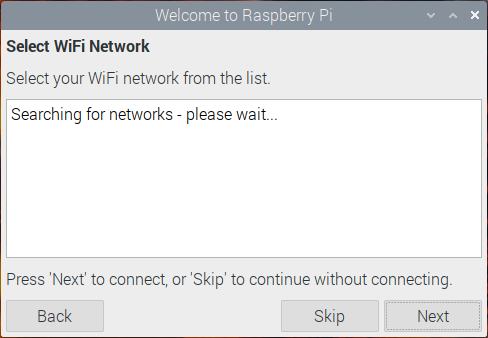 Welcome to Raspberry Pi
Select WiFi Network
Select your WiFi network from the list.
Searching for networks - please wait...
Press 'Next' to connect, or 'Skip' to continue without connecting.
Back Skip Next